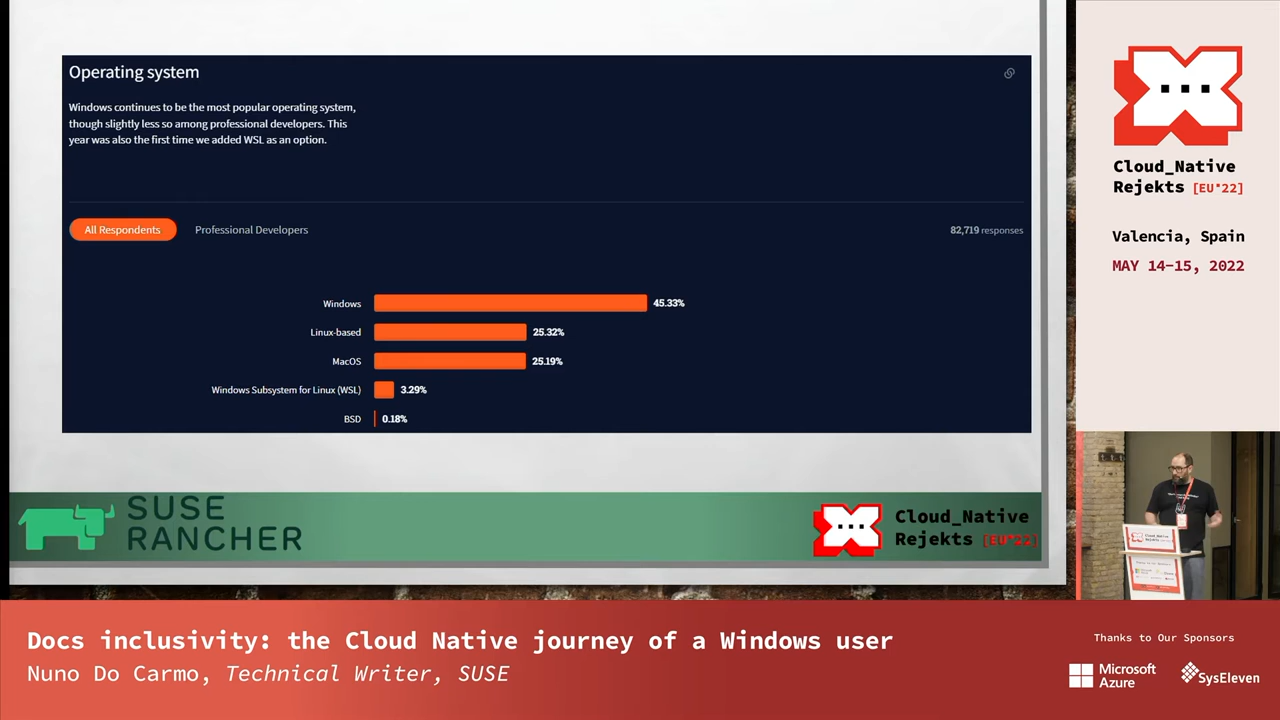 Operating system
Windows continues to be the most popular operating system,
though slightly less so among professional developers. This
year was also the first time we added WSL as an option.
All Respondents
Professional Developers
82,719 responses
Windows
45.33%
Linux-based
25.32%
MacOS
25.19%
Windows Subsystem for Linux (WSL)
3.29%
BSD
0.18%
SUSE
RANCHER
Cloud_Native
Rejekts [EU*22]
Cloud_Native
Rejekts [EU*22]
Valencia, Spain
MAY 14-15, 2022
Docs inclusivity: the Cloud Native journey of a Windows user
Nuno Do Carmo, Technical Writer, SUSE
Thanks to Our Sponsors
Microsoft
Azure
SysEleven